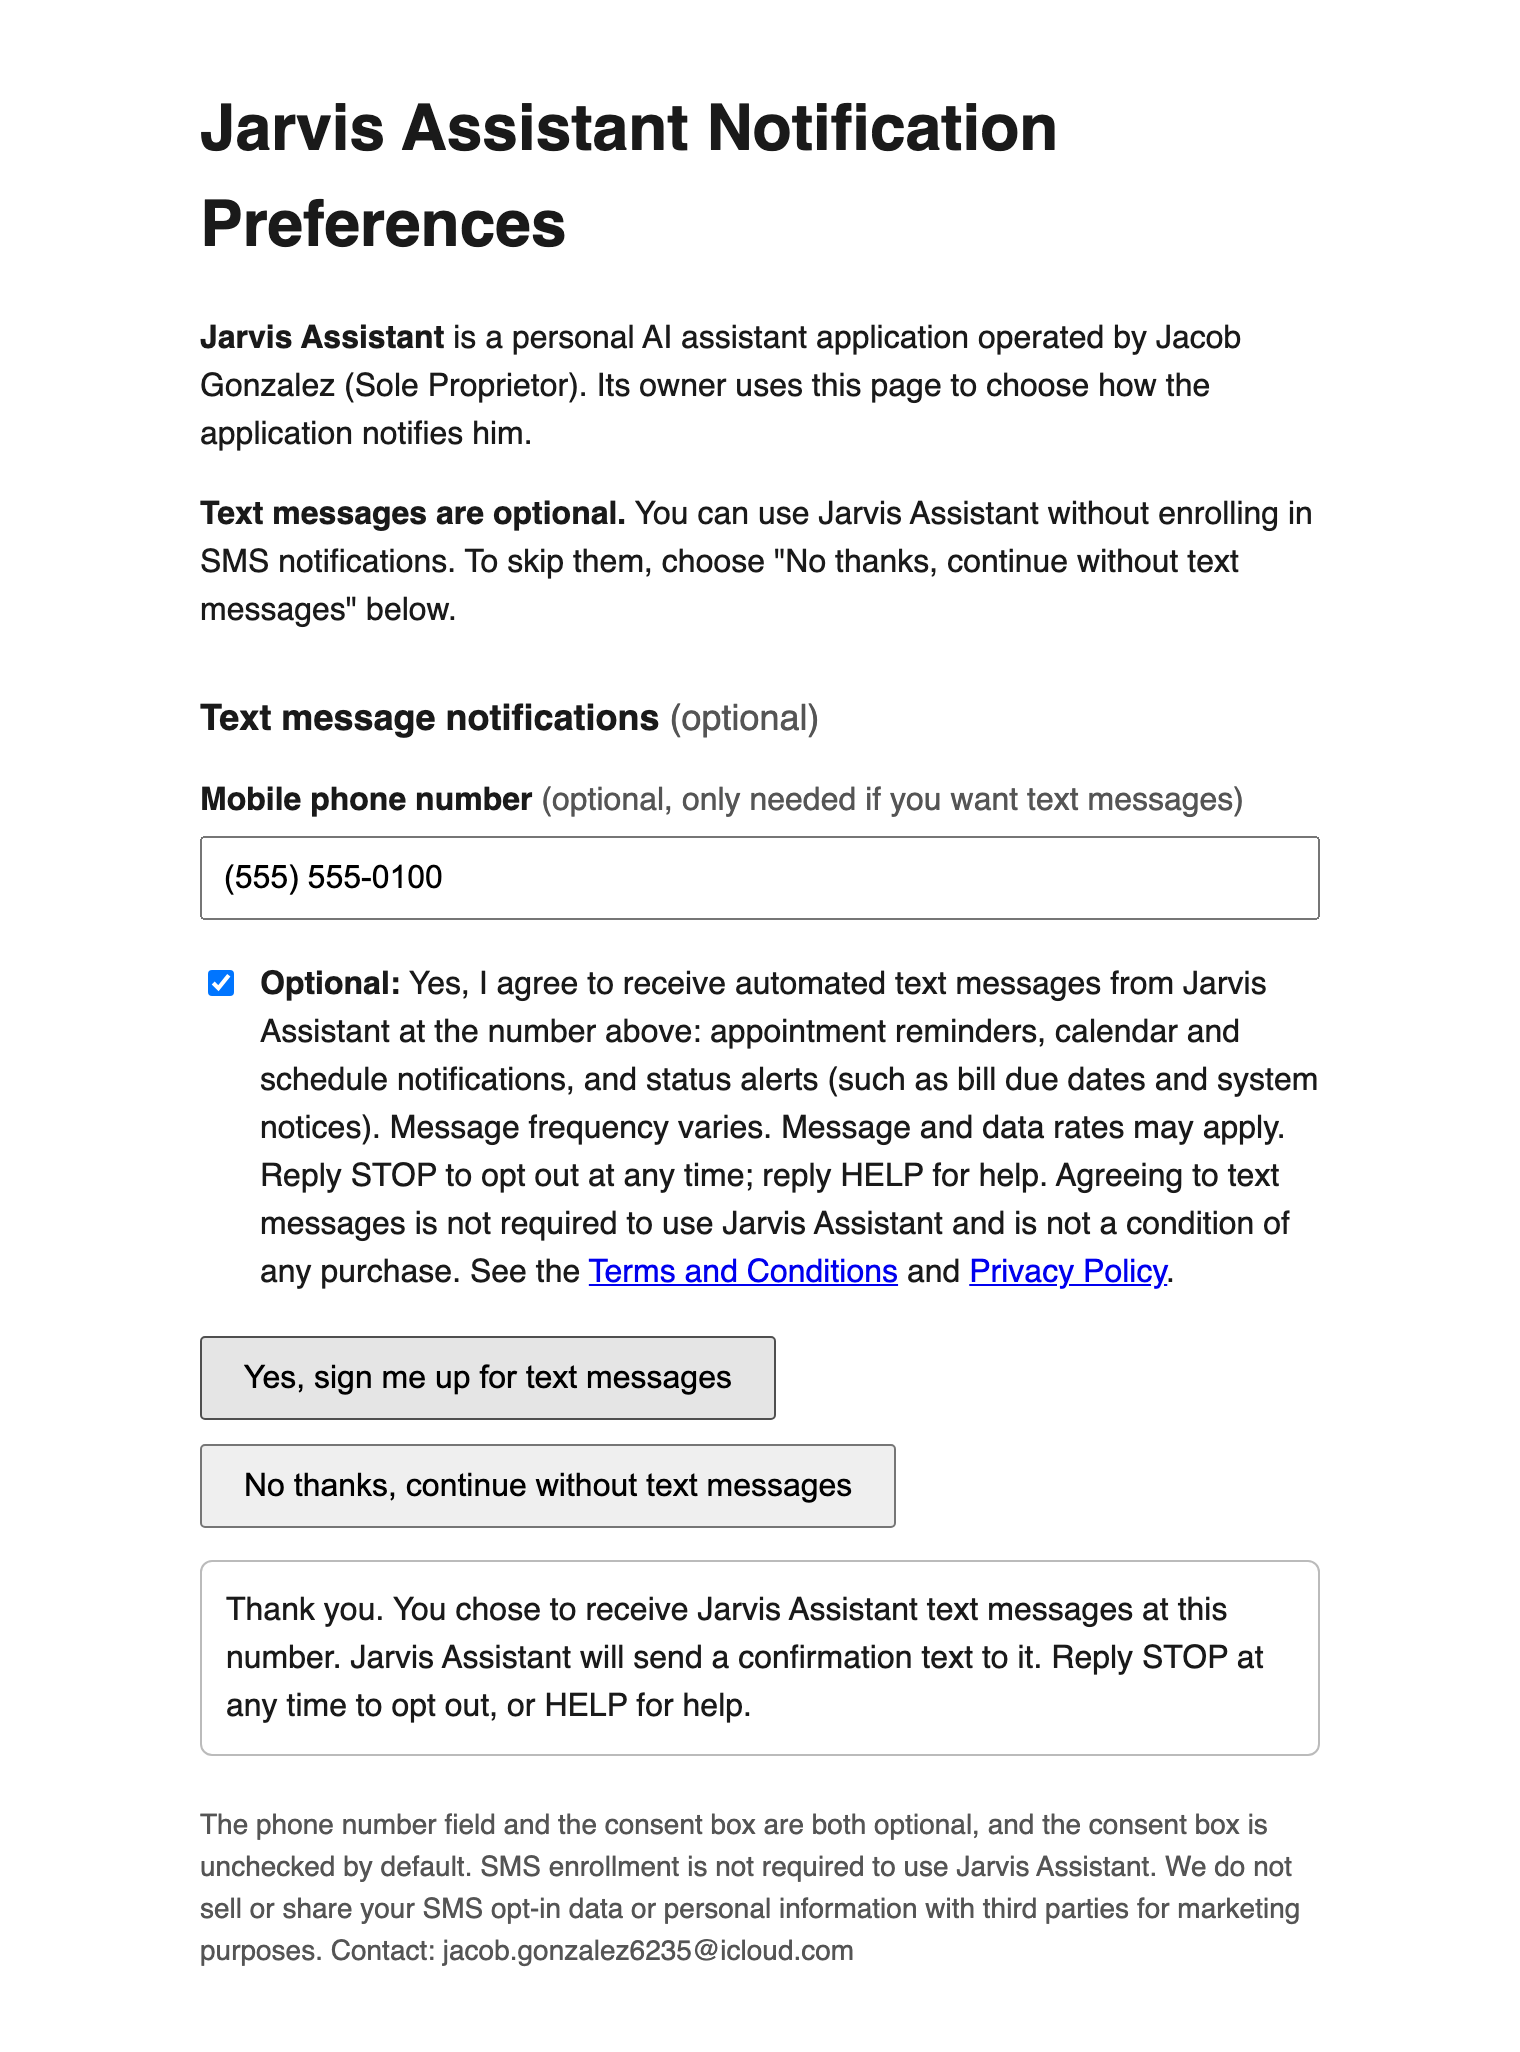 Jarvis Assistant Notification
Preferences
Jarvis Assistant is a personal AI assistant application operated by Jacob
Gonzalez (Sole Proprietor). Its owner uses this page to choose how the
application notifies him.
Text messages are optional. You can use Jarvis Assistant without enrolling in
SMS notifications. To skip them, choose "No thanks, continue without text
messages" below.
Text message notifications (optional)
Mobile phone number (optional, only needed if you want text messages)
(555) 555-0100
Optional: Yes, I agree to receive automated text messages from Jarvis
Assistant at the number above: appointment reminders, calendar and
schedule notifications, and status alerts (such as bill due dates and system
notices). Message frequency varies. Message and data rates may apply.
Reply STOP to opt out at any time; reply HELP for help. Agreeing to text
messages is not required to use Jarvis Assistant and is not a condition of
any purchase. See the Terms and Conditions and Privacy Policy.
Yes, sign me up for text messages
No thanks, continue without text messages
Thank you. You chose to receive Jarvis Assistant text messages at this
number. Jarvis Assistant will send a confirmation text to it. Reply STOP at
any time to opt out, or HELP for help.
The phone number field and the consent box are both optional, and the consent box is
unchecked by default. SMS enrollment is not required to use Jarvis Assistant. We do not
sell or share your SMS opt-in data or personal information with third parties for marketing
purposes. Contact: jacob.gonzalez6235@icloud.com